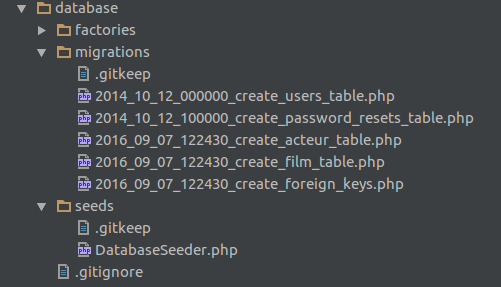 database
factories
migrations
.gitkeep
2014_10_12_000000_create_users_table.php
2014_10_12_100000_create_password_resets_table.php
2016_09_07_122430_create_acteur_table.php
2016_09_07_122430_create_film_table.php
2016_09_07_122430_create_foreign_keys.php
seeds
.gitkeep
DatabaseSeeder.php
.gitignore